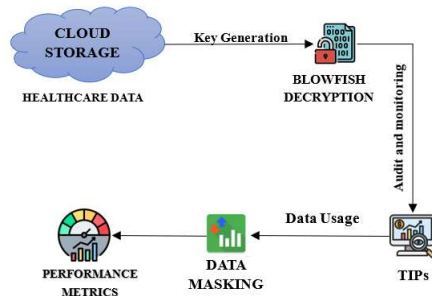 CLOUD
STORAGE
Key Generation
HEALTHCARE DATA
BLOWFISH
DECRYPTION
Audit and monitoring
Data Usage
TIPs
DATA
MASKING
PERFORMANCE
METRICS